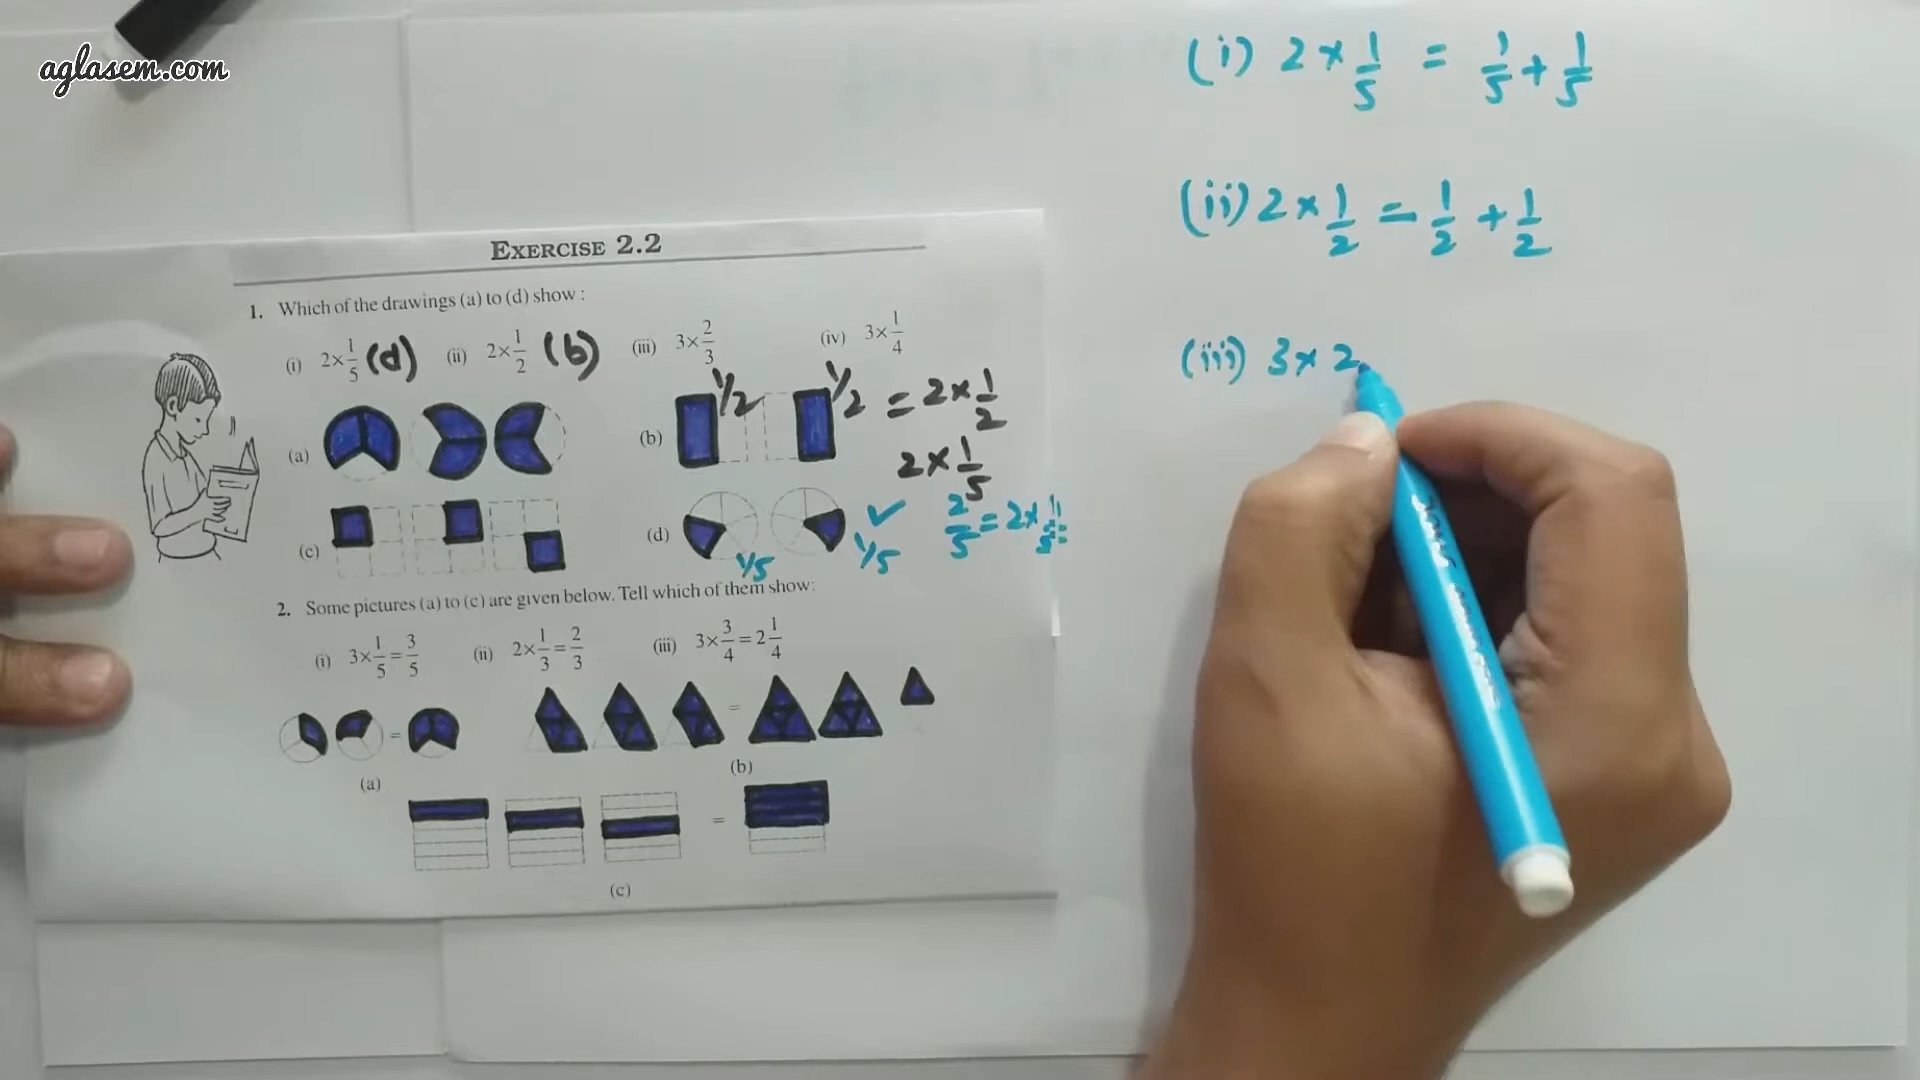 aglasem.com
(i) 2 × 1/5 = 1/5 + 1/5
(ii) 2 × 1/2 = 1/2 + 1/2
(iii) 3 × 2
EXERCISE 2.2
1. Which of the drawings (a) to (d) show :
(i) 2×1/5 (d) (ii) 2×1/2 (b) (iii) 3×2/3 (iv) 3×1/4
(a)
(b) 1/2 1/2 = 2 × 1/2
2 × 1/5
(c)
(d) 1/5 1/5 ✓ 2/5 = 2 × 1/5
2. Some pictures (a) to (c) are given below. Tell which of them show:
(i) 3×1/5=3/5 (ii) 2×1/3=2/3 (iii) 3×3/4=2 1/4
= =
(a) (b)
=
(c)